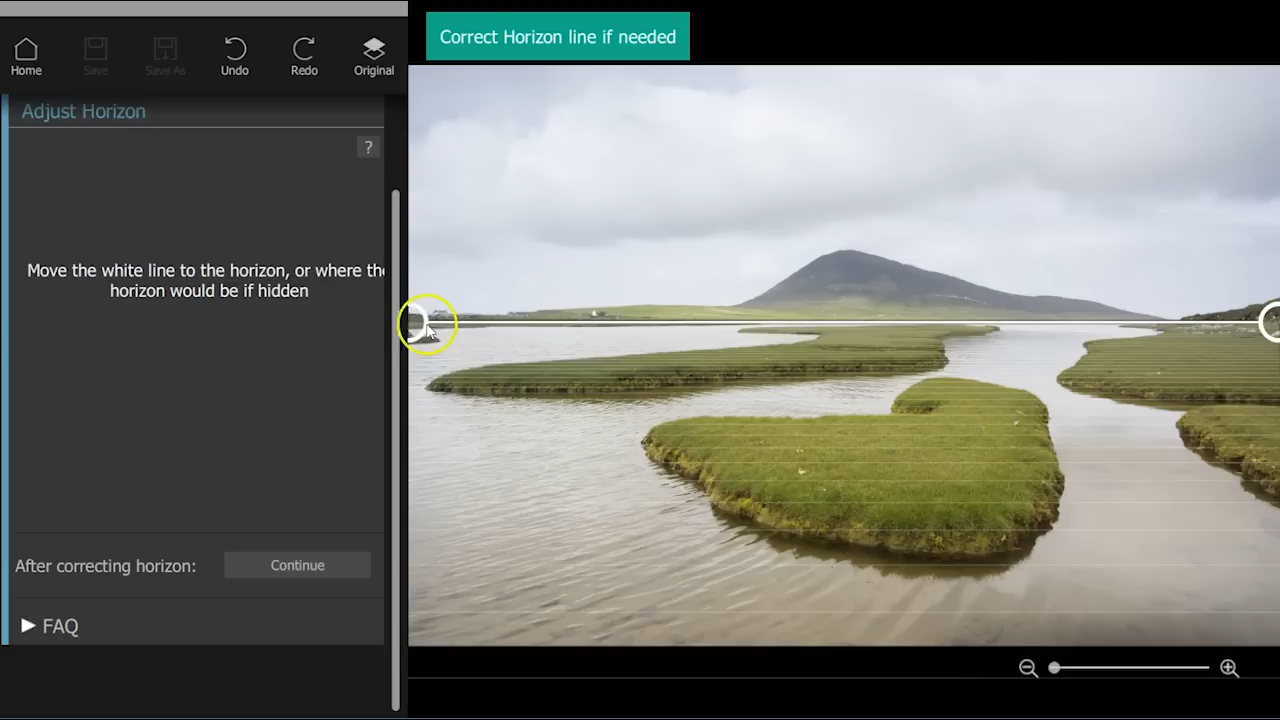 Correct Horizon line if needed
Home Save Save As Undo Redo Original
Adjust Horizon
?
Move the white line to the horizon, or where the
horizon would be if hidden
After correcting horizon: Continue
FAQ